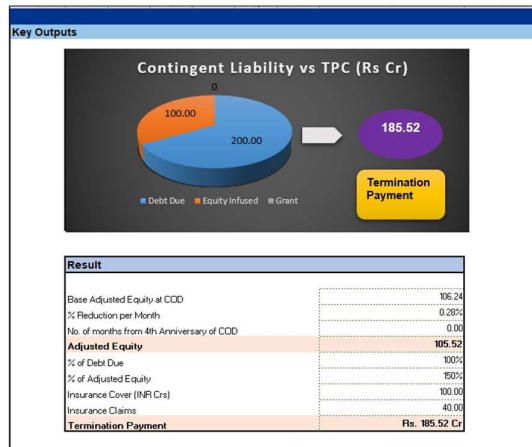 Key Outputs
Contingent Liability vs TPC (Rs Cr)
0
100.00
200.00
185.52
Debt Due Equity Infused Grant
Termination
Payment
Result
Base Adjusted Equity at COD 106.24
% Reduction per Month 0.28%
No. of months from 4th Anniversary of COD 0.00
Adjusted Equity 105.52
% of Debt Due 100%
% of Adjusted Equity 150%
Insurance Cover (INR Crs) 100.00
Insurance Claims 40.00
Termination Payment Rs. 185.52 Cr